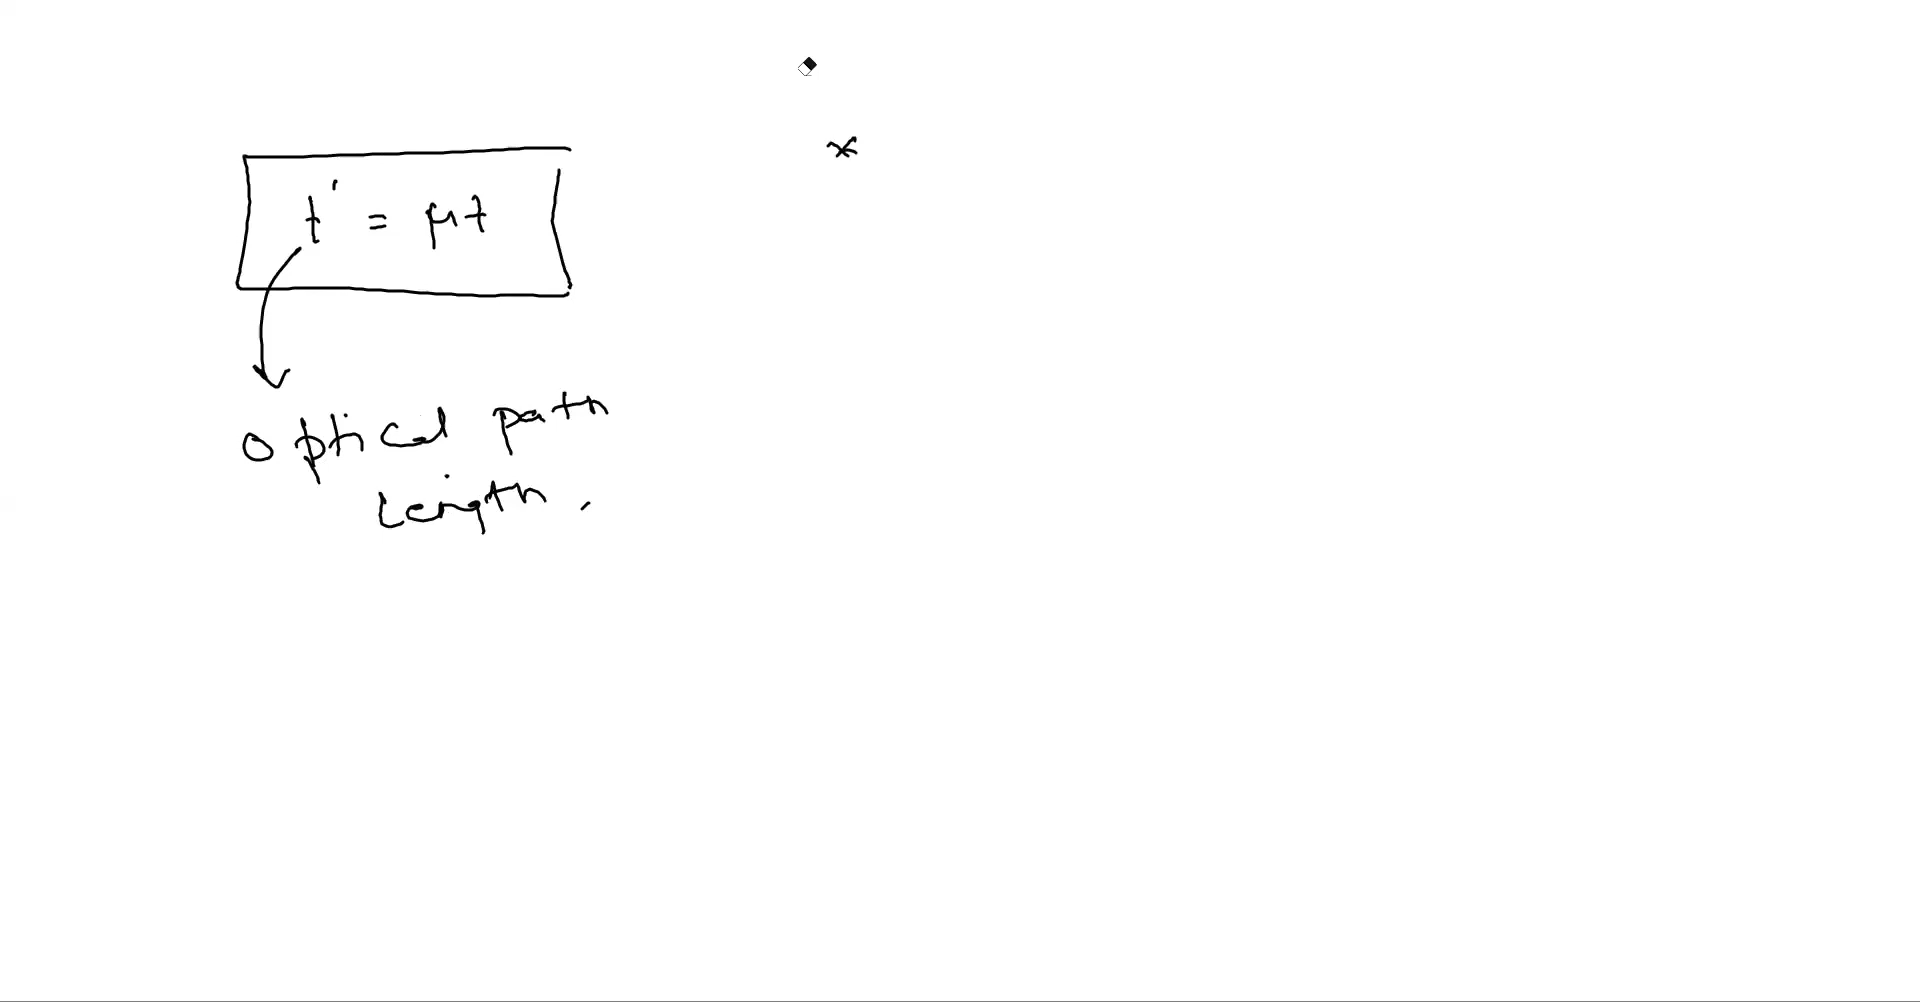 t' = μt
*
Optical path
length.